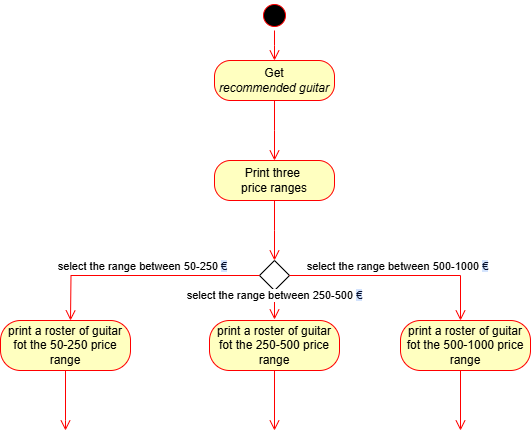 Get
recommended guitar
Print three
price ranges
select the range between 50-250 €
select the range between 500-1000 €
select the range between 250-500 €
print a roster of guitar
fot the 50-250 price
range
print a roster of guitar
fot the 250-500 price
range
print a roster of guitar
fot the 500-1000 price
range